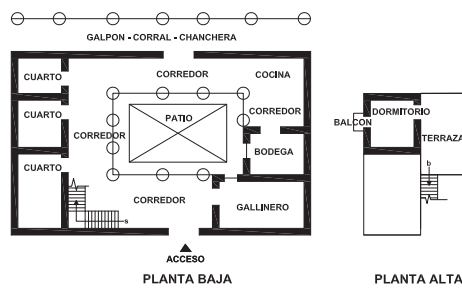 GALPON - CORRAL - CHANCHERA
CUARTO
CORREDOR
COCINA
CUARTO
PATIO
CORREDOR
CORREDOR
CUARTO
BODEGA
CORREDOR
GALLINERO
s
ACCESO
PLANTA BAJA
DORMITORIO
BALCON
TERRAZA
b
PLANTA ALTA